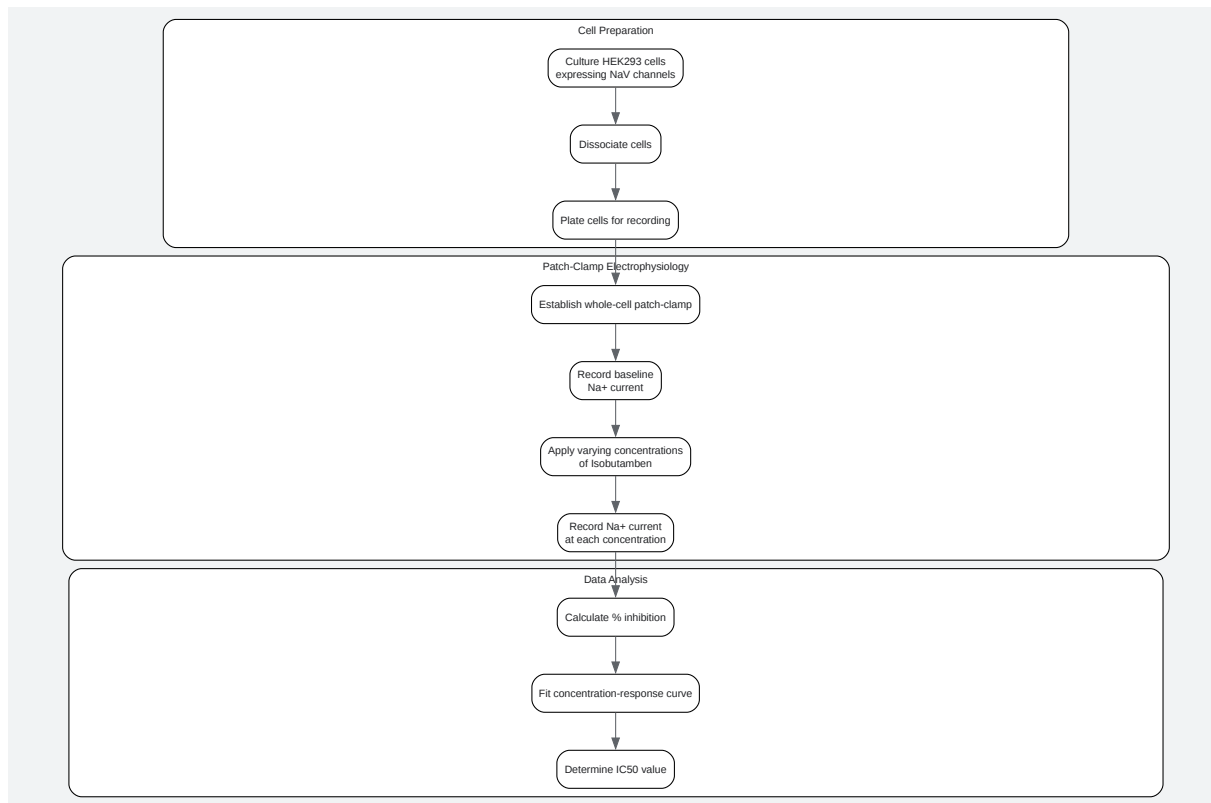 Cell Preparation
Culture HEK293 cells
expressing NaV channels
Dissociate cells
Plate cells for recording
Patch-Clamp Electrophysiology
Establish whole-cell patch-clamp
Record baseline
Na+ current
Apply varying concentrations
of Isobutamben
Record Na+ current
at each concentration
Data Analysis
Calculate % inhibition
Fit concentration-response curve
Determine IC50 value